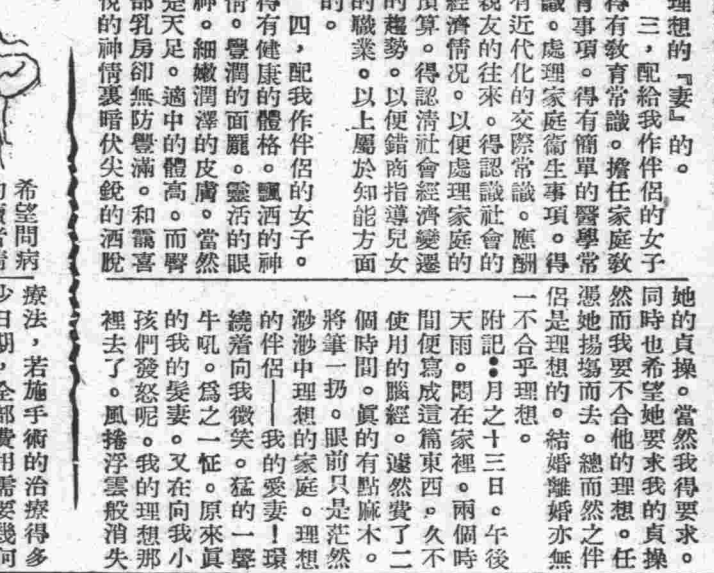 理想的『妻』的。
三，配給我作伴侶的女子
得有教育常識。擔任家庭教
育事項。得有簡單的醫學常
識。處理家庭衞生事項。得
有近代化的交際常識。應酬
親友的往來。得認識社會的
經濟情況。以便處理家庭的
預算。得認清社會經濟變遷
的趨勢。以便錯商指導兒女
的職業。以上屬於知能方面
的。
四，配我作伴侶的女子。
得有健康的體格。飄洒的神
情。豐潤的面龐。靈活的眼
神。細嫩潤澤的皮膚。當然
是天足。適中的體高。而臀
部乳房卻無防豐滿。和靄喜
悅的神情裏暗伏尖銳的洒脫
她的貞操。當然我得要求。
同時也希望她要求我的貞操
然而我要不合他的理想。任
憑她揚塲而去。總而然之伴
侶是理想的。結婚離婚亦無
一不合乎理想。
附記：月之十三日。午後
天雨。悶在家裡。兩個時
間便寫成這篇東西。久不
使用的腦經。遽然費了二
個時間。眞的有點麻木。
將筆一扔。眼前只是茫然
渺渺中理想的家庭。理想
的伴侶——我的愛妻！環
繞着向我微笑。猛的一聲
牛吼。爲之一怔。原來眞
的我的髮妻。又在向我小
孩們發怒呢。我的理想那
裡去了。風捲浮雲般消失
希望問病
療法，若施手術的治療得多
少日期，全部費用需要幾何